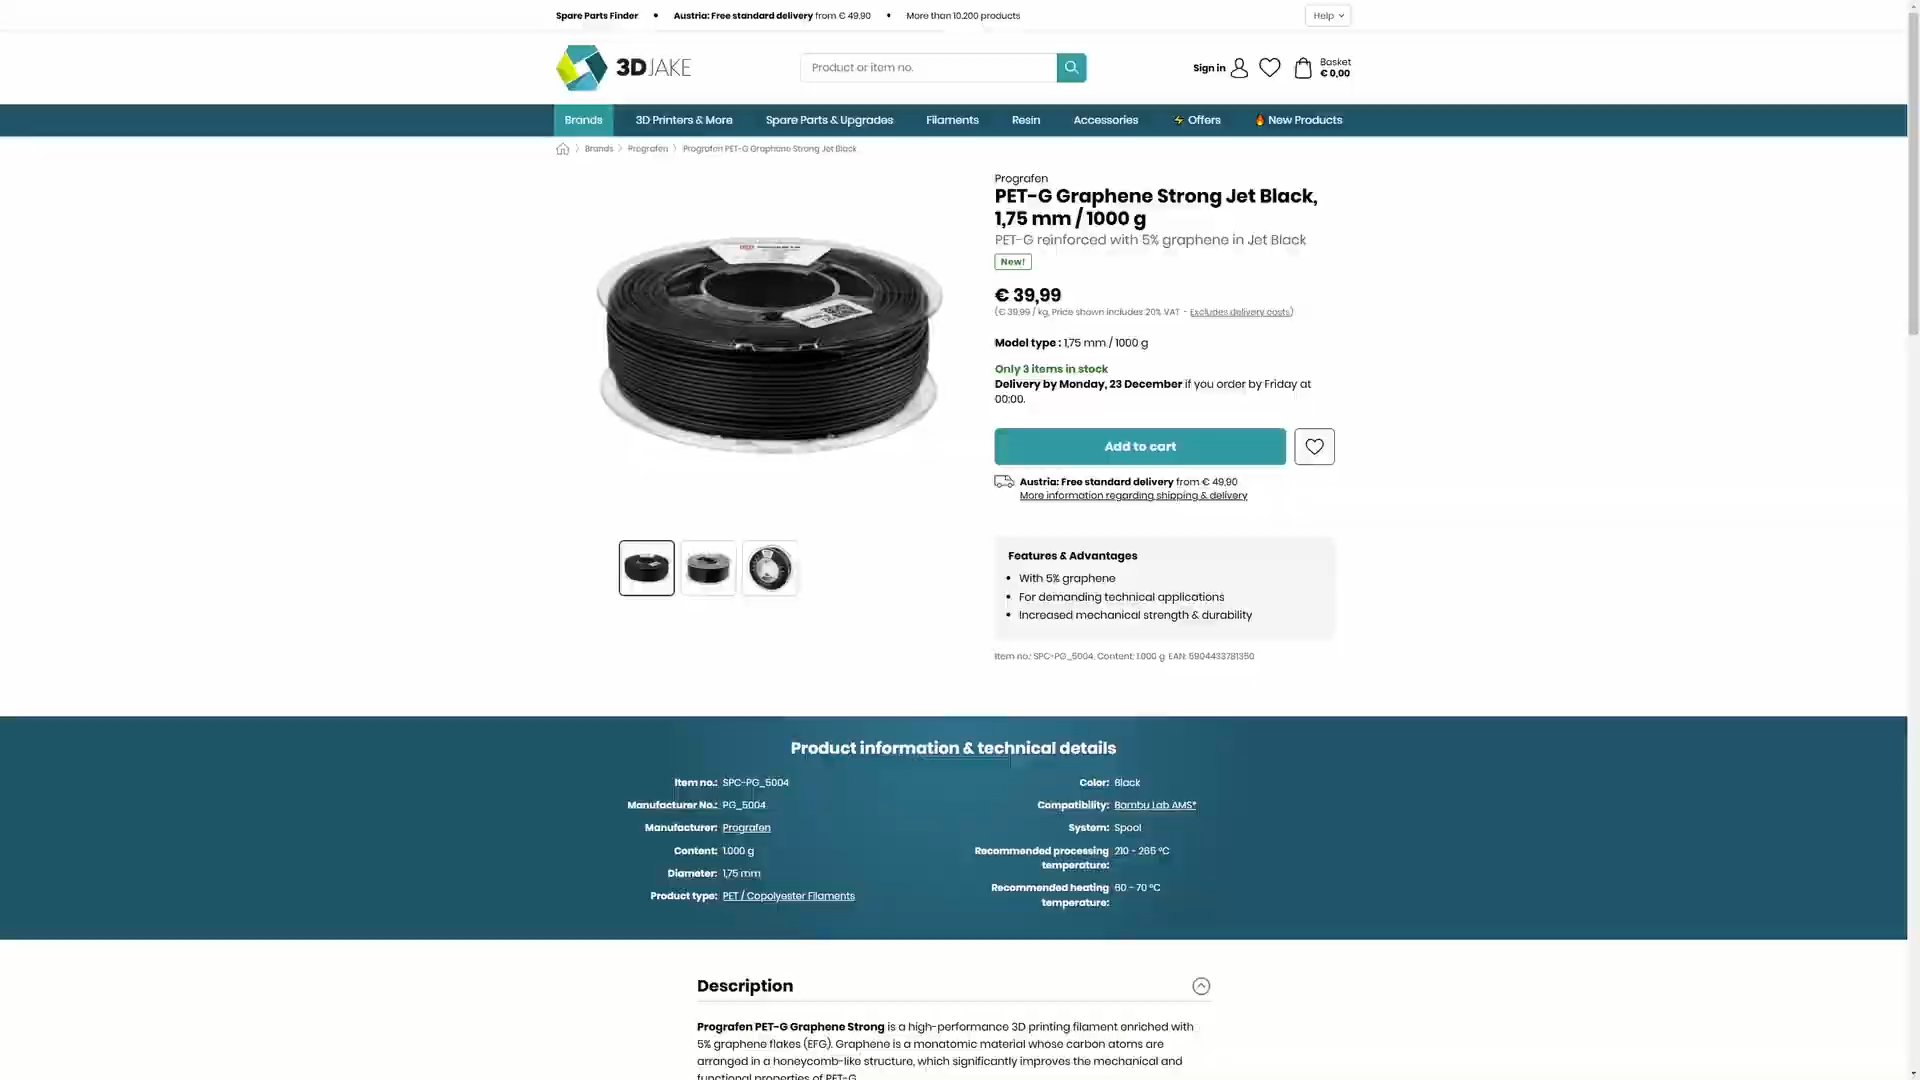 Spare Parts Finder • Austria: Free standard delivery from € 49,90 • More than 10.200 products
Help
3DJAKE
Product or item no.
Sign in
Basket
€ 0,00
Brands 3D Printers & More Spare Parts & Upgrades Filaments Resin Accessories Offers New Products
Brands Prografen Prografen PET-G Graphene Strong Jet Black
Prografen
PET-G Graphene Strong Jet Black,
1,75 mm / 1000 g
PET-G reinforced with 5% graphene in Jet Black
New!
€ 39,99
(€ 39,99 / kg, Price shown includes 20% VAT - Excludes delivery costs)
Model type : 1,75 mm / 1000 g
Only 3 items in stock
Delivery by Monday, 23 December if you order by Friday at
00:00.
Add to cart
Austria: Free standard delivery from € 49,90
More information regarding shipping & delivery
Features & Advantages
• With 5% graphene
• For demanding technical applications
• Increased mechanical strength & durability
Item no.: SPC-PG_5004, Content: 1.000 g, EAN: 5904433781350
Product information & technical details
Item no.: SPC-PG_5004
Manufacturer No.: PG_5004
Manufacturer: Prografen
Content: 1.000 g
Diameter: 1,75 mm
Product type: PET / Copolyester Filaments
Color: Black
Compatibility: Bambu Lab AMS*
System: Spool
Recommended processing 210 - 265 °C
temperature:
Recommended heating 60 - 70 °C
temperature:
Description
Prografen PET-G Graphene Strong is a high-performance 3D printing filament enriched with
5% graphene flakes (EFG). Graphene is a monatomic material whose carbon atoms are
arranged in a honeycomb-like structure, which significantly improves the mechanical and
functional properties of PET-G.